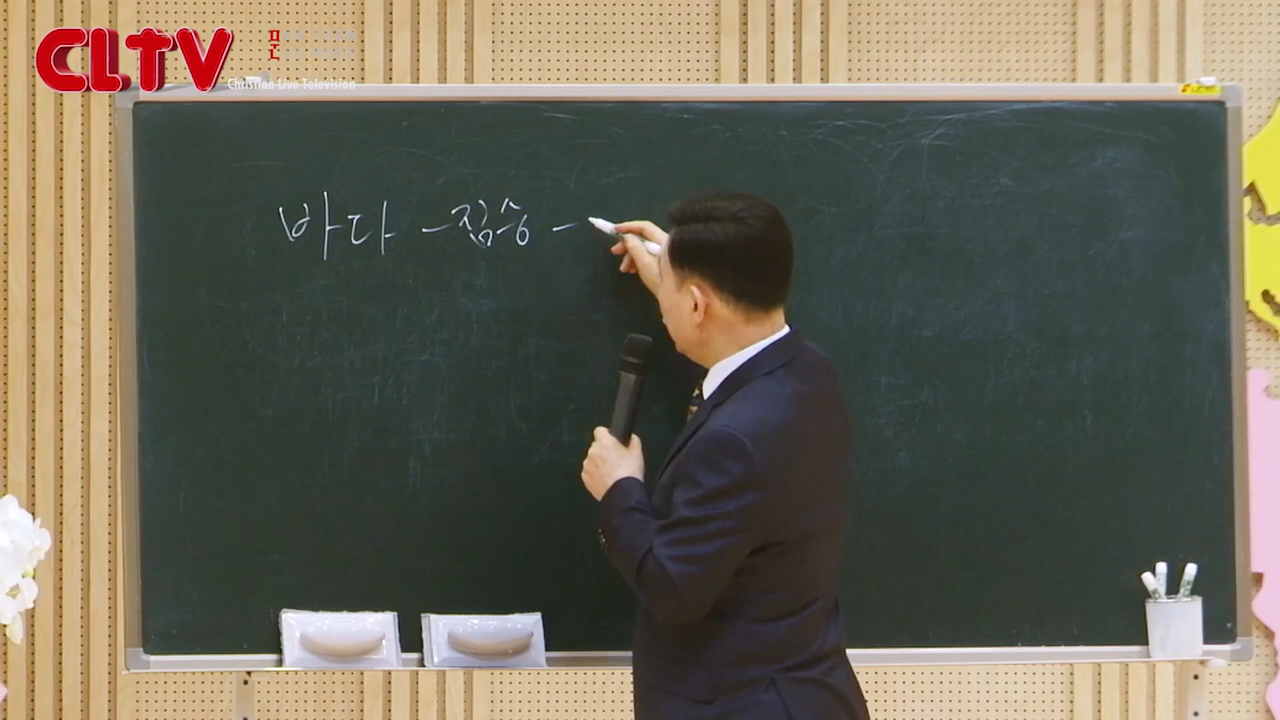 CLTV
Christian Live Television
바다 - 짐승 -